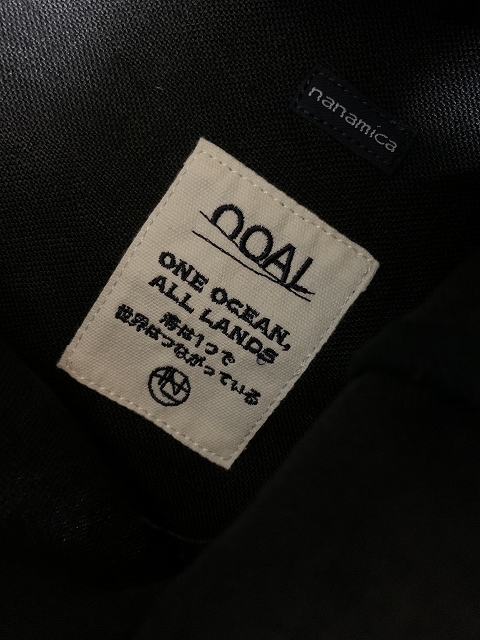 nanamica
OOAL
ONE OCEAN,
ALL LANDS
海は1つで
世界はつながっている